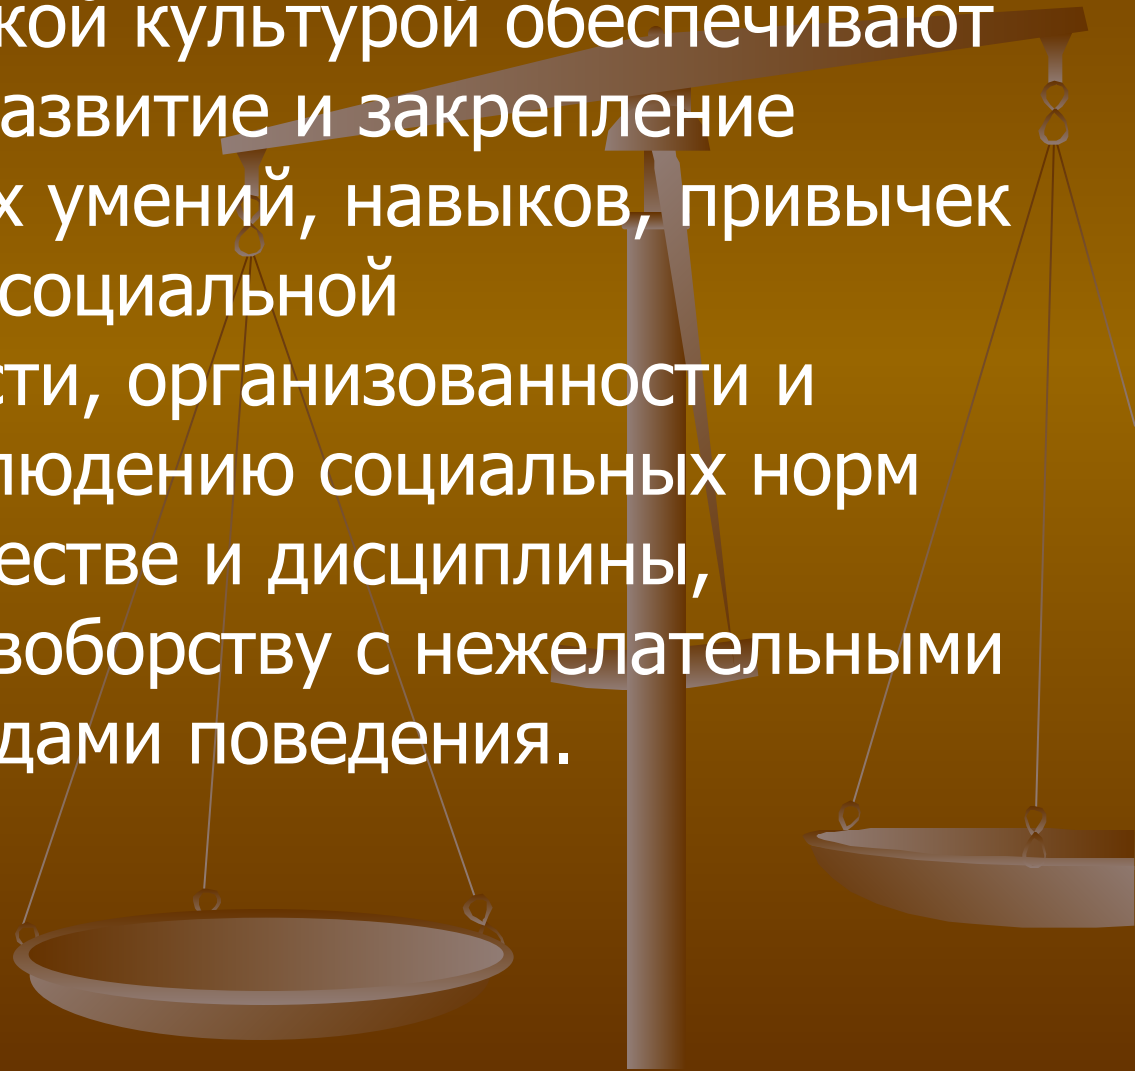 кой культурой обеспечивают
азвитие и закрепление
х умений, навыков, привычек
социальной
сти, организованности и
людению социальных норм
естве и дисциплины,
воборству с нежелательными
дами поведения.